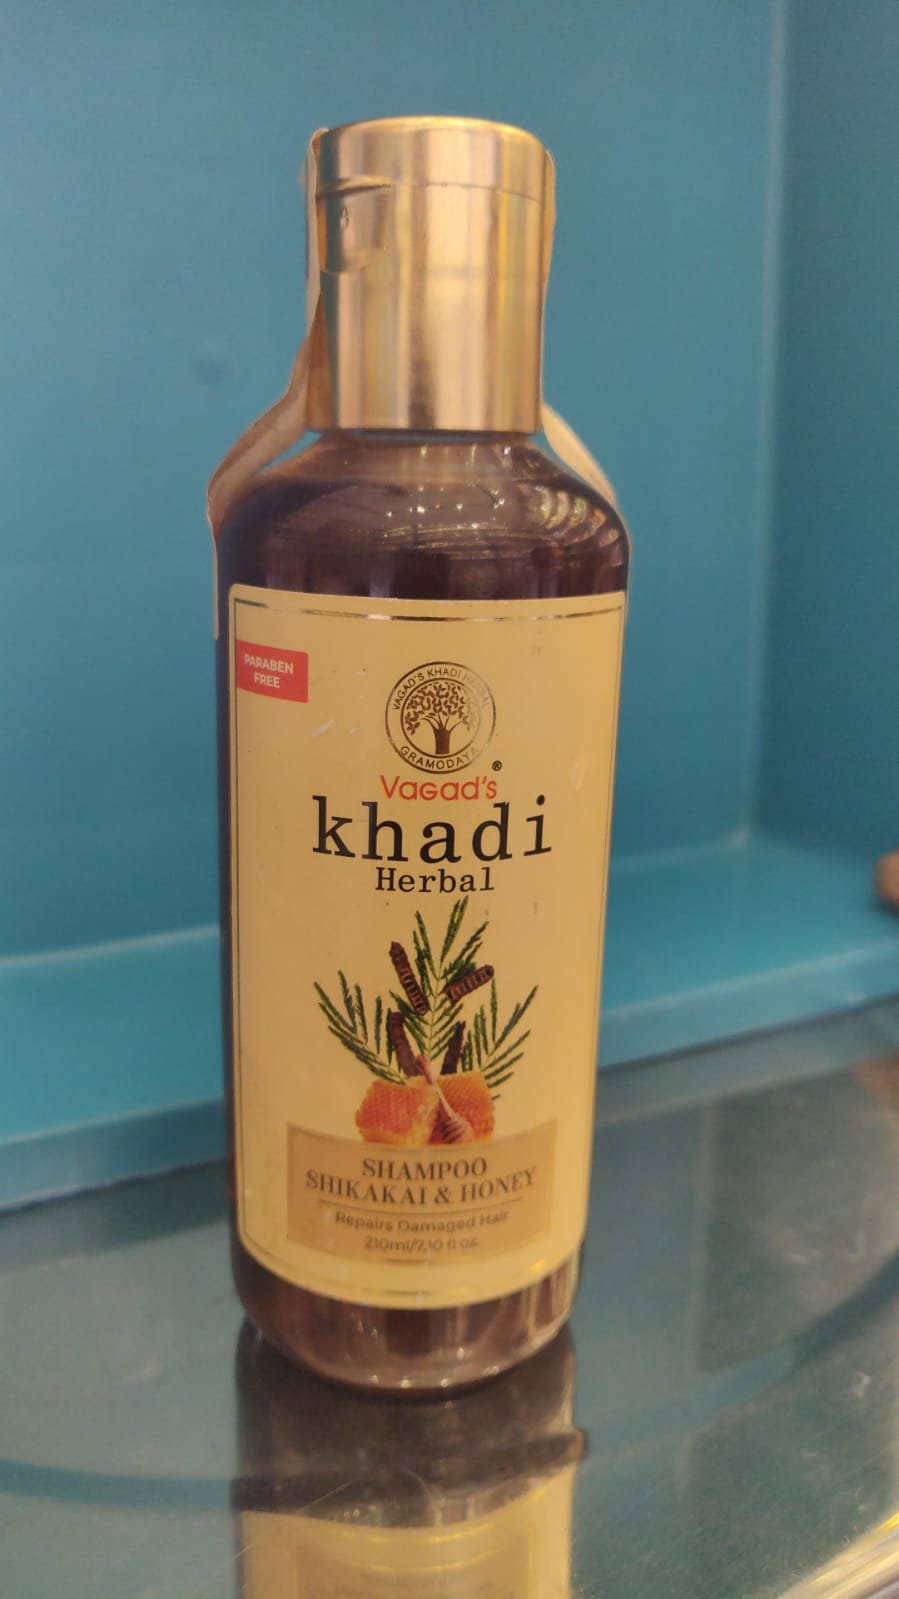 PARABEN
FREE
VAGAD'S KHADI HERBAL
GRAMODAYA
VAGAD'S®
khadi
Herbal
SHAMPOO
SHIKAKAI & HONEY
Repairs Damaged Hair
210ml/7.10 fl oz.